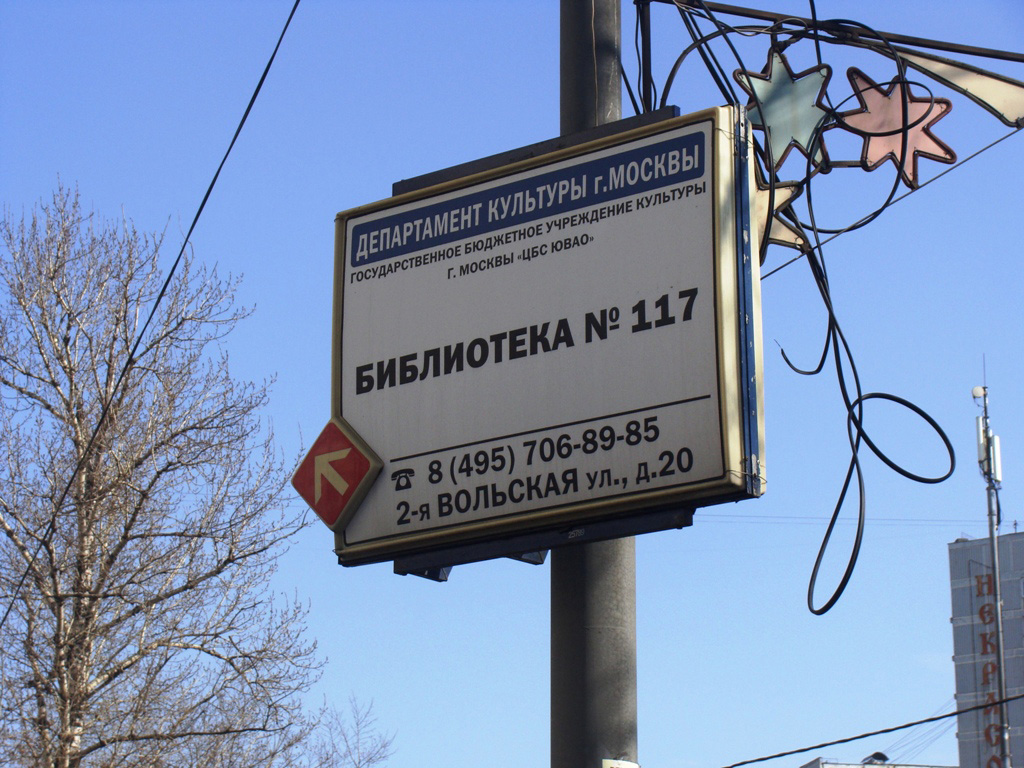 ДЕПАРТАМЕНТ КУЛЬТУРЫ г.МОСКВЫ
ГОСУДАРСТВЕННОЕ БЮДЖЕТНОЕ УЧРЕЖДЕНИЕ КУЛЬТУРЫ
Г. МОСКВЫ «ЦБС ЮВАО»
БИБЛИОТЕКА № 117
8 (495) 706-89-85
2-я ВОЛЬСКАЯ ул., д.20